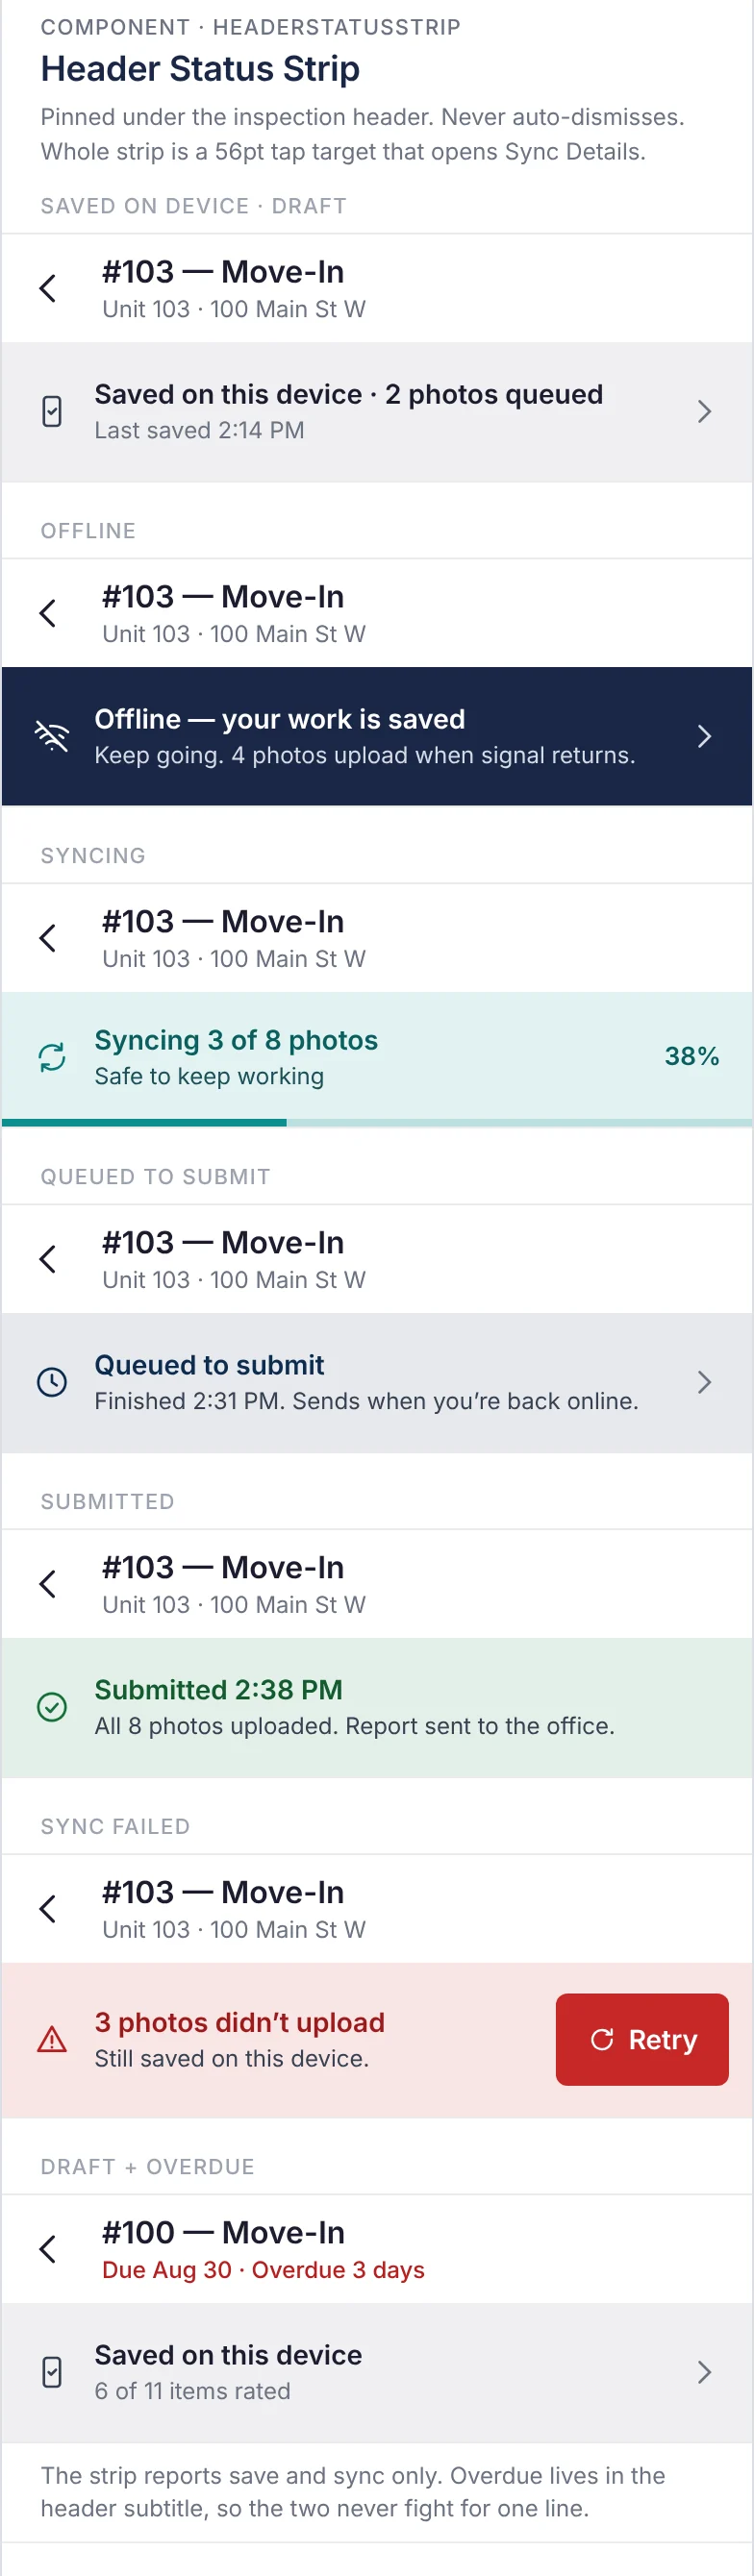 COMPONENT · HEADERSTATUSSTRIP
Header Status Strip
Pinned under the inspection header. Never auto-dismisses.
Whole strip is a 56pt tap target that opens Sync Details.
SAVED ON DEVICE · DRAFT
#103 — Move-In
Unit 103 · 100 Main St W
Saved on this device · 2 photos queued
Last saved 2:14 PM
OFFLINE
#103 — Move-In
Unit 103 · 100 Main St W
Offline — your work is saved
Keep going. 4 photos upload when signal returns.
SYNCING
#103 — Move-In
Unit 103 · 100 Main St W
Syncing 3 of 8 photos
Safe to keep working
38%
QUEUED TO SUBMIT
#103 — Move-In
Unit 103 · 100 Main St W
Queued to submit
Finished 2:31 PM. Sends when you’re back online.
SUBMITTED
#103 — Move-In
Unit 103 · 100 Main St W
Submitted 2:38 PM
All 8 photos uploaded. Report sent to the office.
SYNC FAILED
#103 — Move-In
Unit 103 · 100 Main St W
3 photos didn’t upload
Still saved on this device.
Retry
DRAFT + OVERDUE
#100 — Move-In
Due Aug 30 · Overdue 3 days
Saved on this device
6 of 11 items rated
The strip reports save and sync only. Overdue lives in the
header subtitle, so the two never fight for one line.